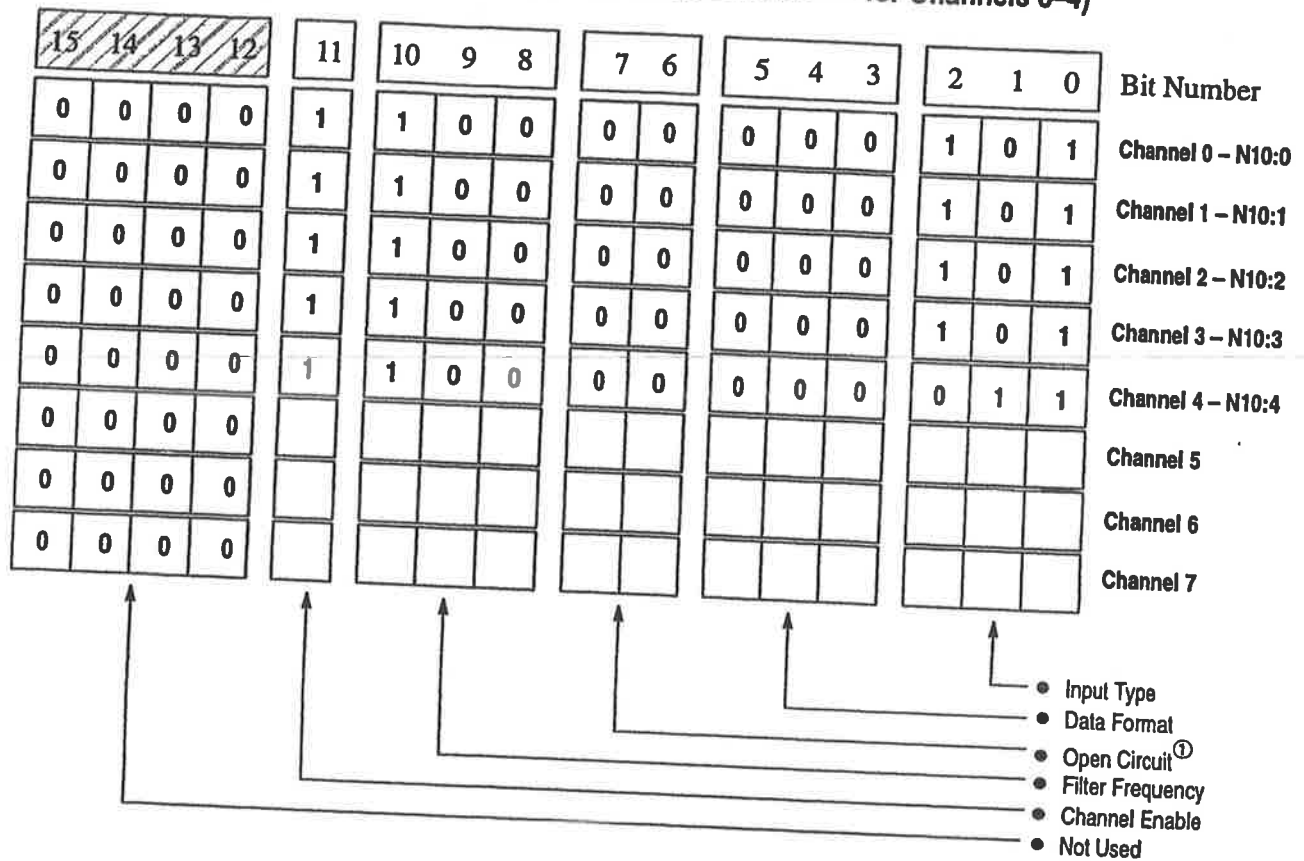 for Channels 0–4)
15 14 13 12 11 10 9 8 7 6 5 4 3 2 1 0 Bit Number
0 0 0 0 1 1 0 0 0 0 0 0 0 1 0 1 Channel 0 – N10:0
0 0 0 0 1 1 0 0 0 0 0 0 0 1 0 1 Channel 1 – N10:1
0 0 0 0 1 1 0 0 0 0 0 0 0 1 0 1 Channel 2 – N10:2
0 0 0 0 1 1 0 0 0 0 0 0 0 1 0 1 Channel 3 – N10:3
0 0 0 0 1 1 0 0 0 0 0 0 0 0 1 1 Channel 4 – N10:4
0 0 0 0 Channel 5
0 0 0 0 Channel 6
0 0 0 0 Channel 7
• Input Type
• Data Format
• Open Circuit①
• Filter Frequency
• Channel Enable
• Not Used